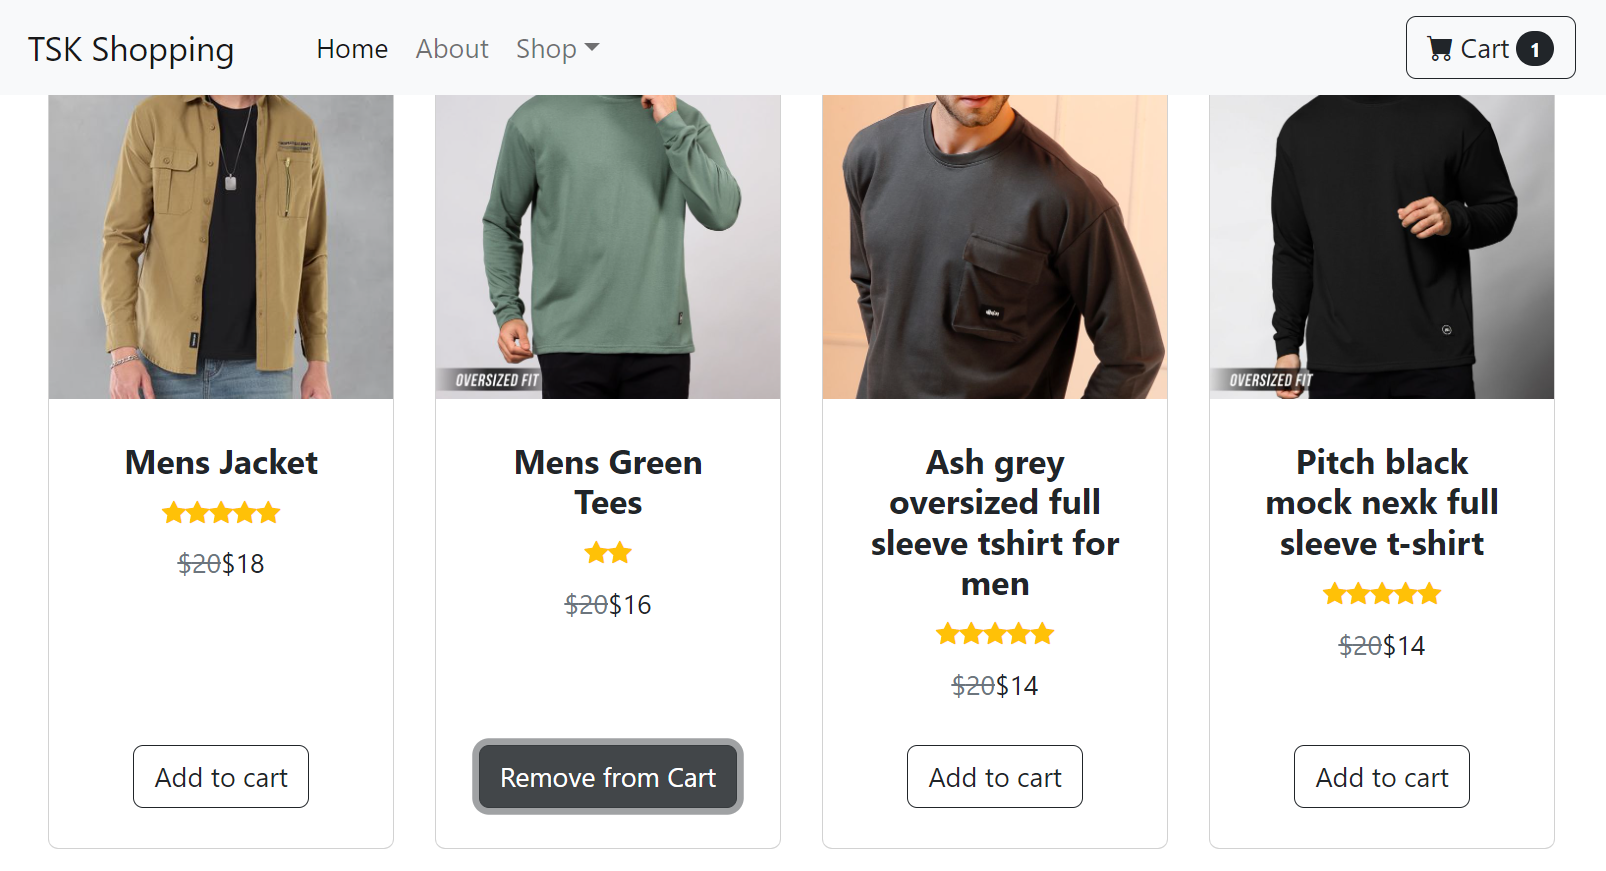 TSK Shopping
Home
About
Shop
Cart 1
OVERSIZED FIT
OVERSIZED FIT
Mens Jacket
$20$18
Add to cart
Mens Green
Tees
$20$16
Remove from Cart
Ash grey
oversized full
sleeve tshirt for
men
$20$14
Add to cart
Pitch black
mock nexk full
sleeve t-shirt
$20$14
Add to cart